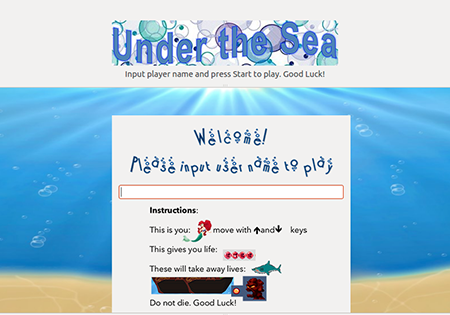 Under the Sea
Input player name and press Start to play. Good Luck!
Welcome!
Please input user name to play
Instructions:
This is you: move with ↑and↓ keys
This gives you life:
These will take away lives:
Do not die. Good Luck!